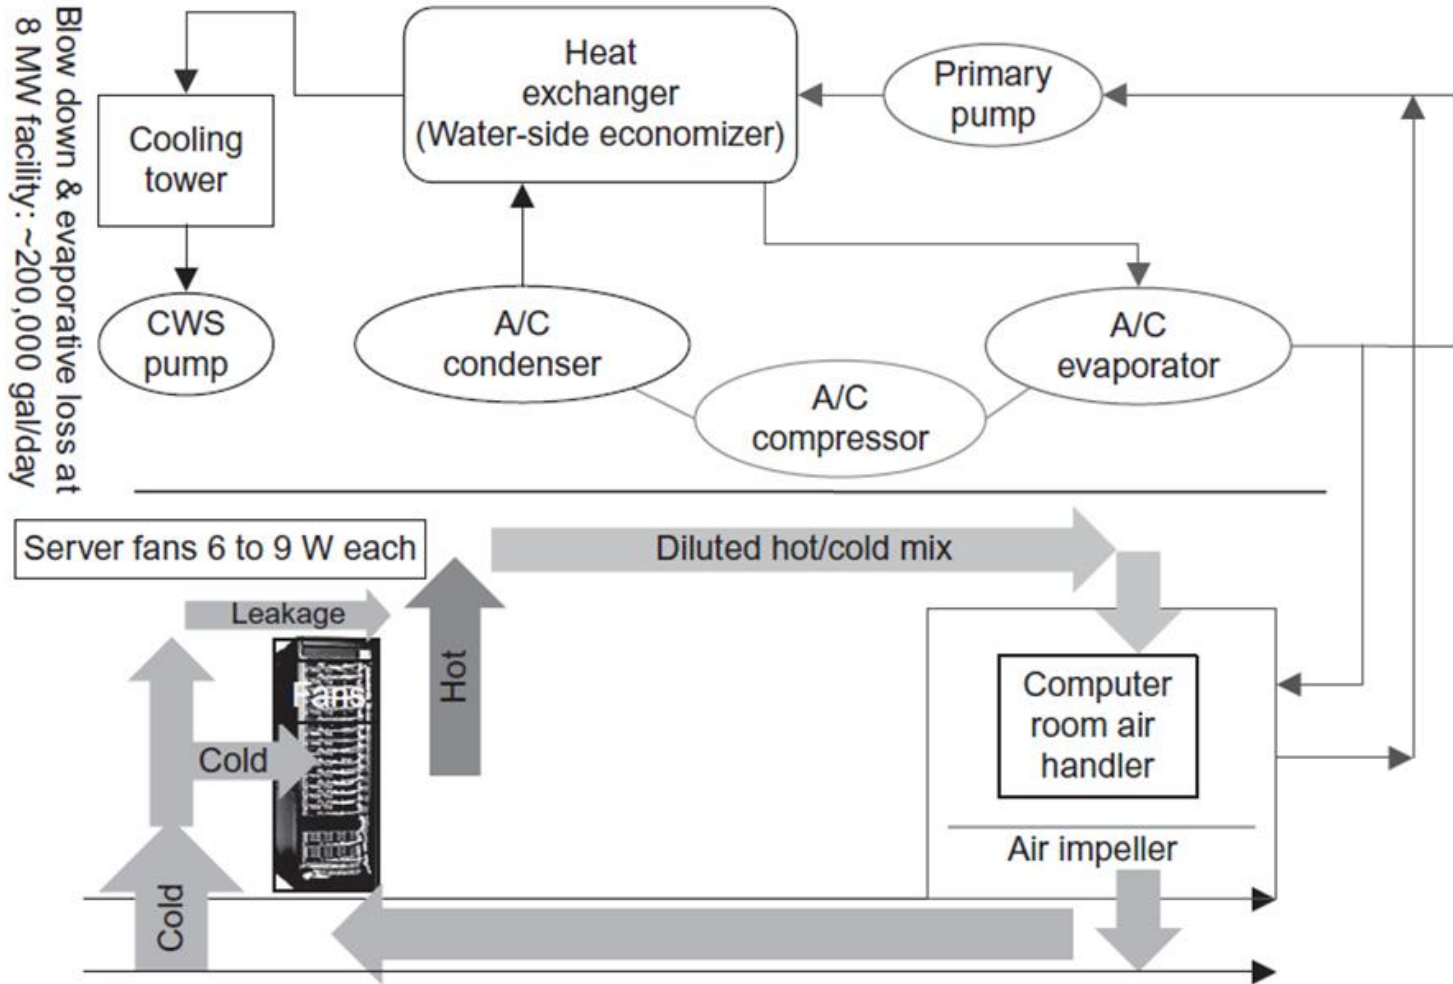 Blow down & evaporative loss at
8 MW facility: ~200,000 gal/day
Heat
exchanger
(Water-side economizer)
Primary
pump
Cooling
tower
CWS
pump
A/C
condenser
A/C
evaporator
A/C
compressor
Server fans 6 to 9 W each
Diluted hot/cold mix
Leakage
Hot
Fans
Cold
Computer
room air
handler
Air impeller
Cold